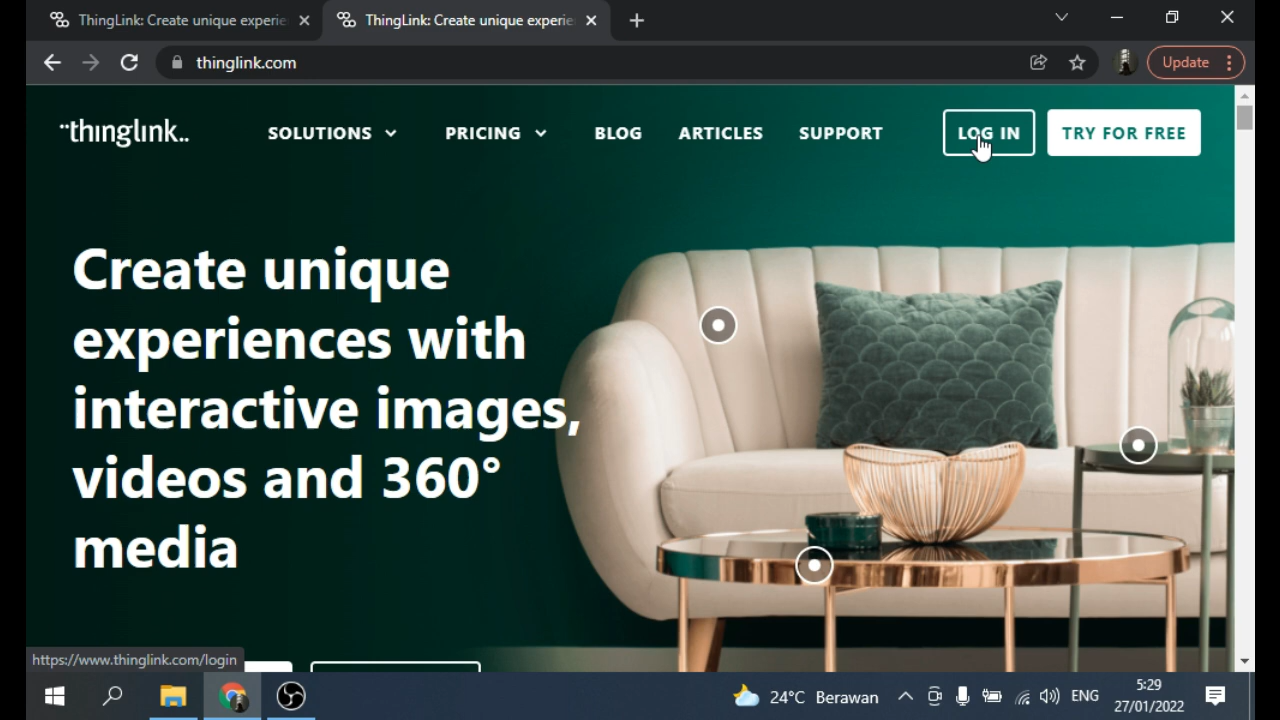 ThingLink: Create unique experie
ThingLink: Create unique experie
thinglink.com
Update
¨thinglink..
SOLUTIONS
PRICING
BLOG
ARTICLES
SUPPORT
LOG IN
TRY FOR FREE
Create unique
experiences with
interactive images,
videos and 360°
media
https://www.thinglink.com/login
24°C Berawan
ENG
5:29
27/01/2022